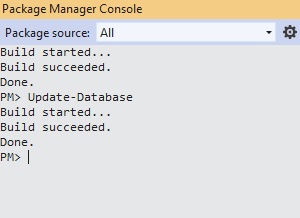 Package Manager Console
Package source: All
Build started...
Build succeeded.
Done.
PM> Update-Database
Build started...
Build succeeded.
Done.
PM>